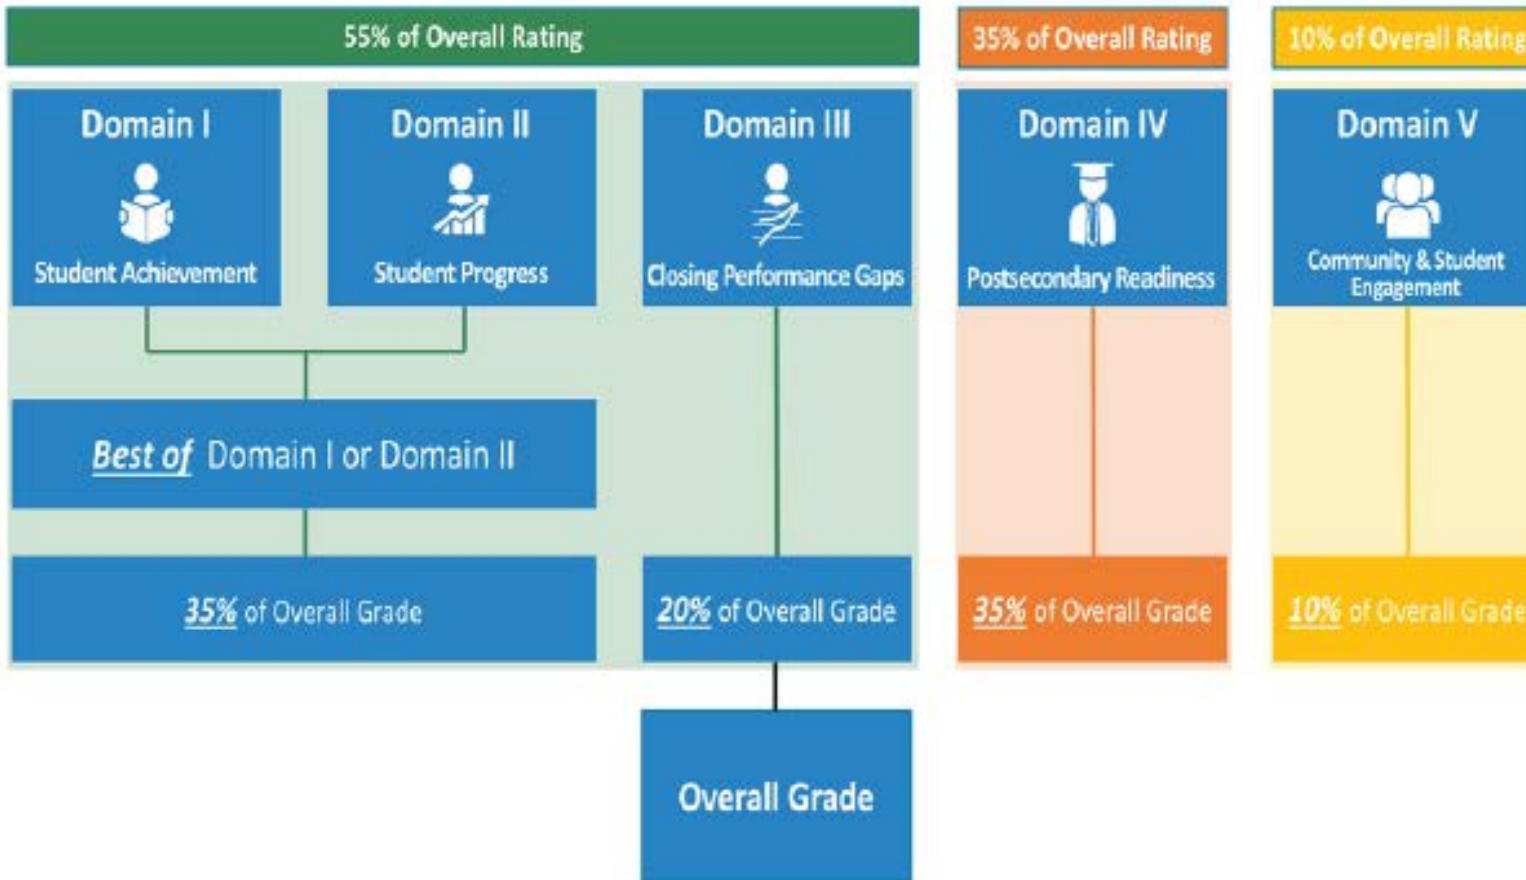 55% of Overall Rating
35% of Overall Rating
10% of Overall Rating
Domain I
Student Achievement
Domain II
Student Progress
Domain III
Closing Performance Gaps
Domain IV
Postsecondary Readiness
Domain V
Community & Student
Engagement
Best of Domain I or Domain II
35% of Overall Grade
20% of Overall Grade
35% of Overall Grade
10% of Overall Grade
Overall Grade